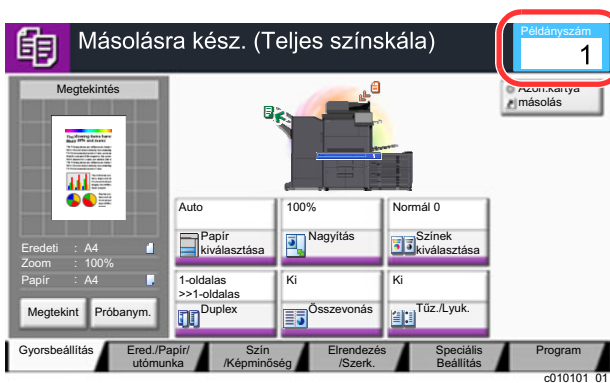 Másolásra kész. (Teljes színskála)
Példányszám
1
Azon.kártya
másolás
Megtekintés
Eredeti : A4
Zoom : 100%
Papír : A4
Megtekint
Próbanym.
Auto
Papír
kiválasztása
100%
Nagyítás
Normál 0
Színek
kiválasztása
1-oldalas
>>1-oldalas
Duplex
Ki
Összevonás
Ki
Tűz./Lyuk.
Gyorsbeállítás
Ered./Papír/
utómunka
Szín
/Képminőség
Elrendezés
/Szerk.
Speciális
Beállítás
Program
c010101_01